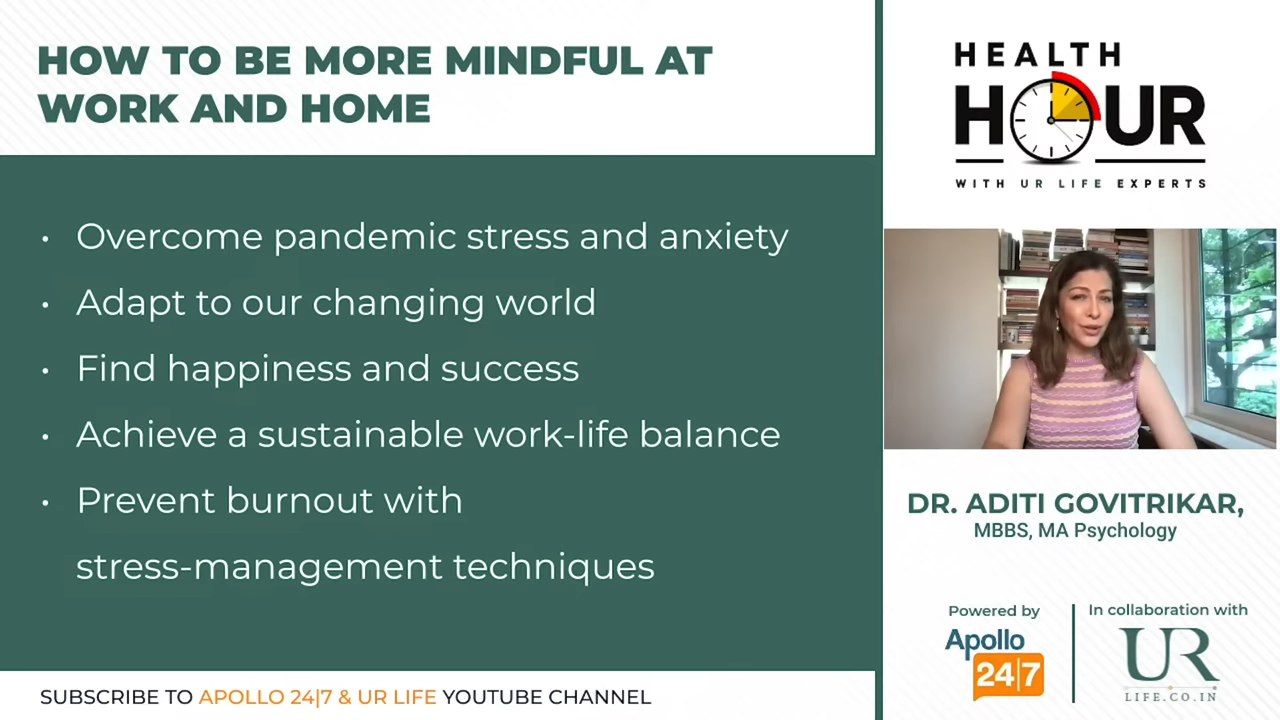 HOW TO BE MORE MINDFUL AT
WORK AND HOME
• Overcome pandemic stress and anxiety
• Adapt to our changing world
• Find happiness and success
• Achieve a sustainable work-life balance
• Prevent burnout with
stress-management techniques
SUBSCRIBE TO APOLLO 24|7 & UR LIFE YOUTUBE CHANNEL
HEALTH
HOUR
WITH UR LIFE EXPERTS
DR. ADITI GOVITRIKAR,
MBBS, MA Psychology
Powered by
Apollo
24|7
In collaboration with
UR
LIFE.CO.IN